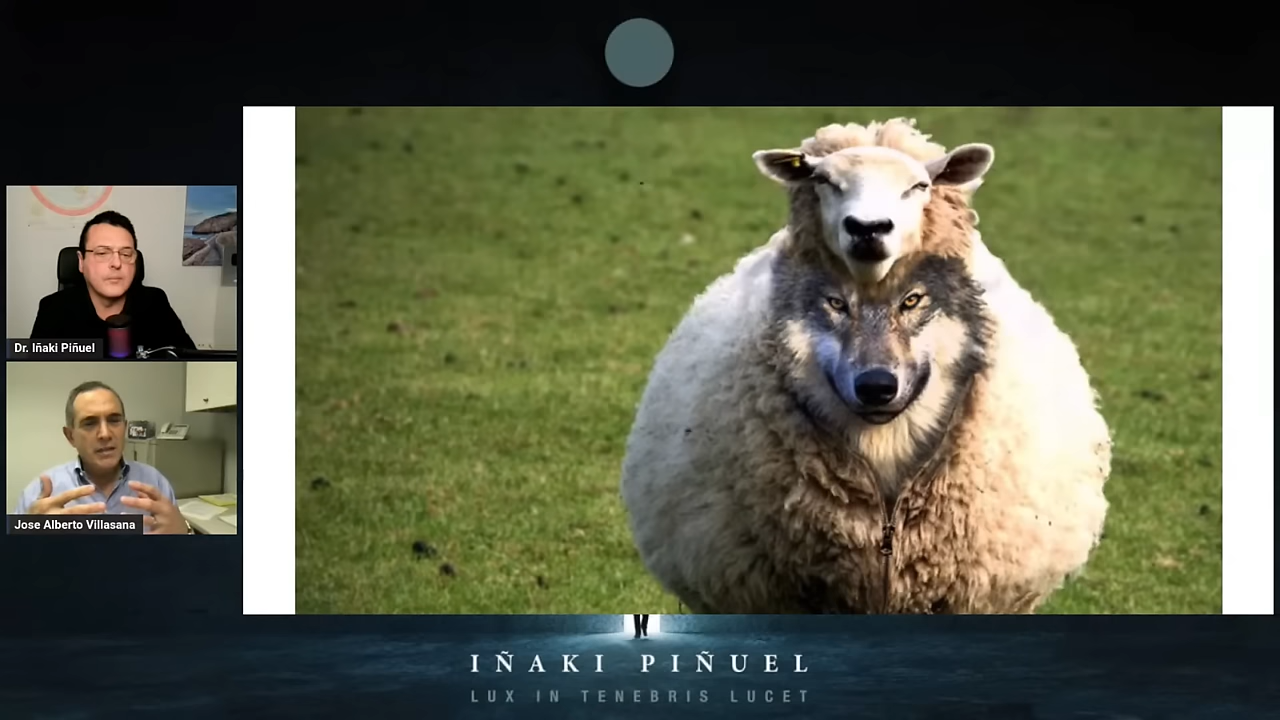 Dr. Iñaki Piñuel
Jose Alberto Villasana
IÑAKI PIÑUEL
LUX IN TENEBRIS LUCET